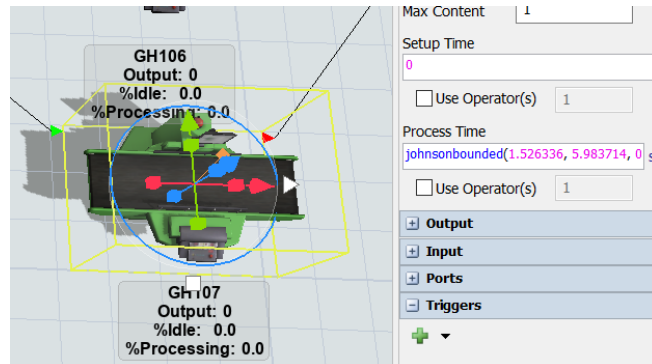 GH106
Output: 0
%Idle: 0.0
%Processing: 0.0
GH107
Output: 0
%Idle: 0.0
%Processing: 0.0
Max Content 1
Setup Time
0
Use Operator(s) 1
Process Time
johnsonbounded(1.526336, 5.983714, 0 s
Use Operator(s) 1
Output
Input
Ports
Triggers